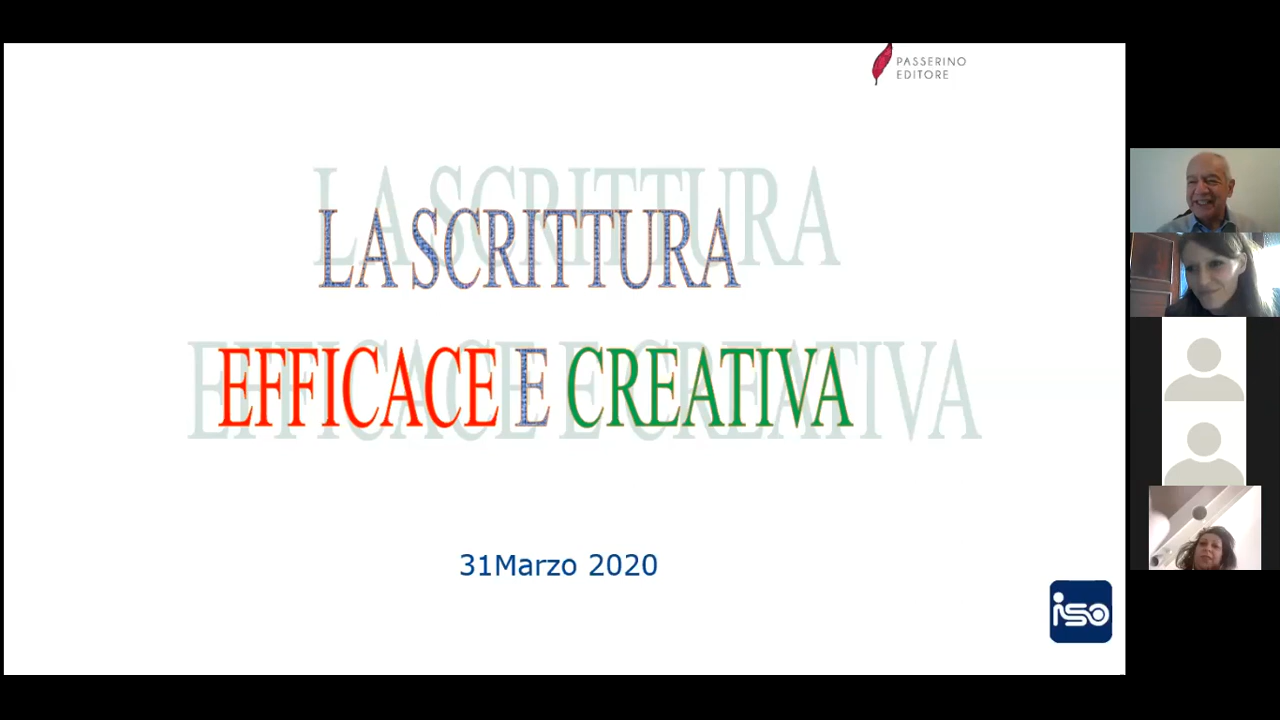 PASSERINO
EDITORE
LA SCRITTURA
EFFICACE E CREATIVA
31Marzo 2020
iso